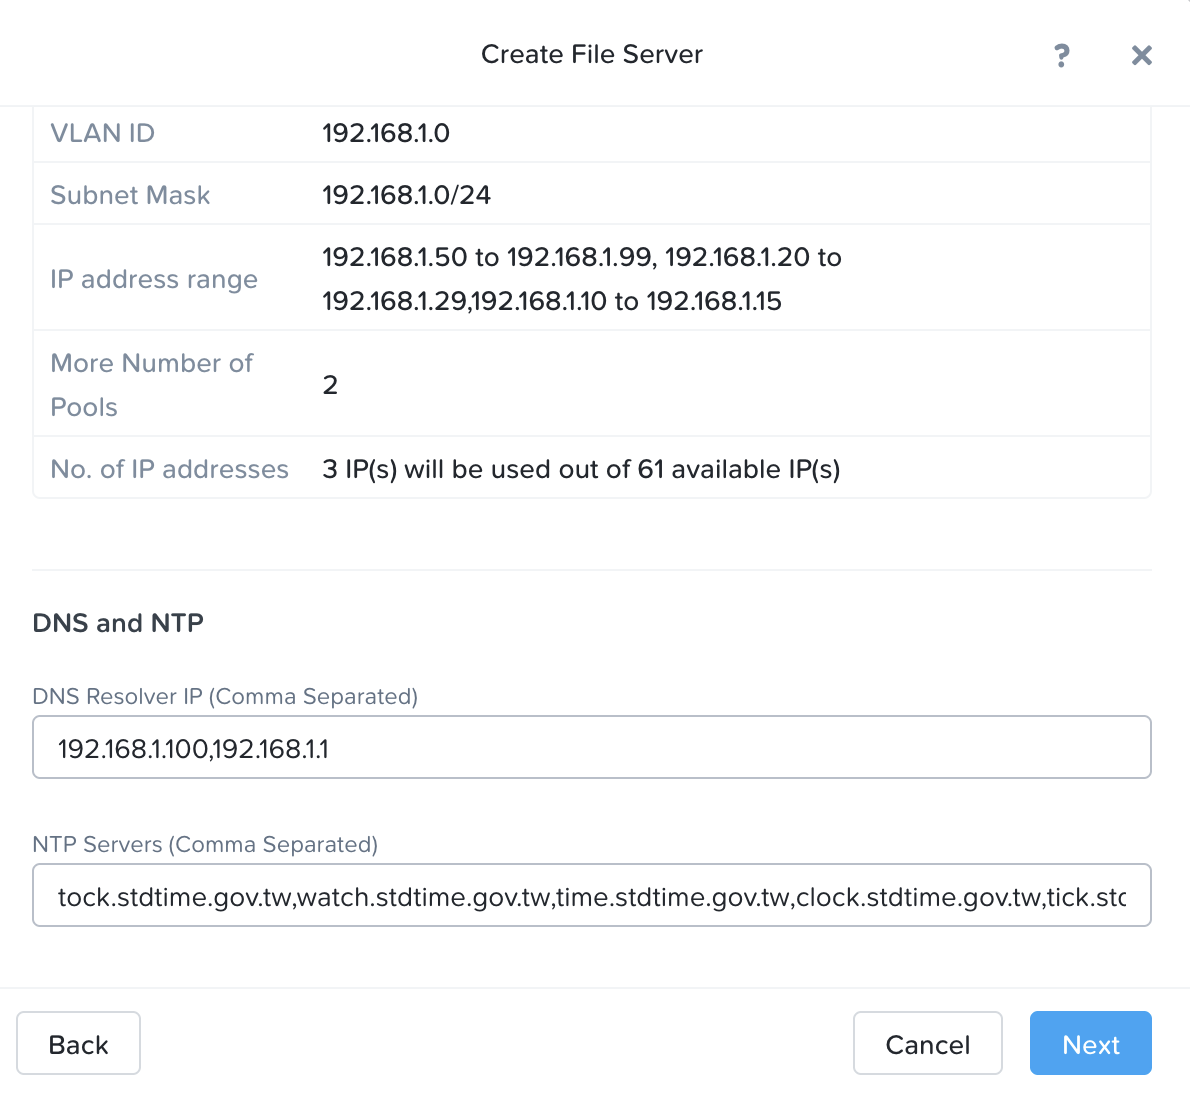 Create File Server
?
VLAN ID 192.168.1.0
Subnet Mask 192.168.1.0/24
IP address range 192.168.1.50 to 192.168.1.99, 192.168.1.20 to
192.168.1.29,192.168.1.10 to 192.168.1.15
More Number of
Pools 2
No. of IP addresses 3 IP(s) will be used out of 61 available IP(s)
DNS and NTP
DNS Resolver IP (Comma Separated)
192.168.1.100,192.168.1.1
NTP Servers (Comma Separated)
tock.stdtime.gov.tw,watch.stdtime.gov.tw,time.stdtime.gov.tw,clock.stdtime.gov.tw,tick.std
Back Cancel Next